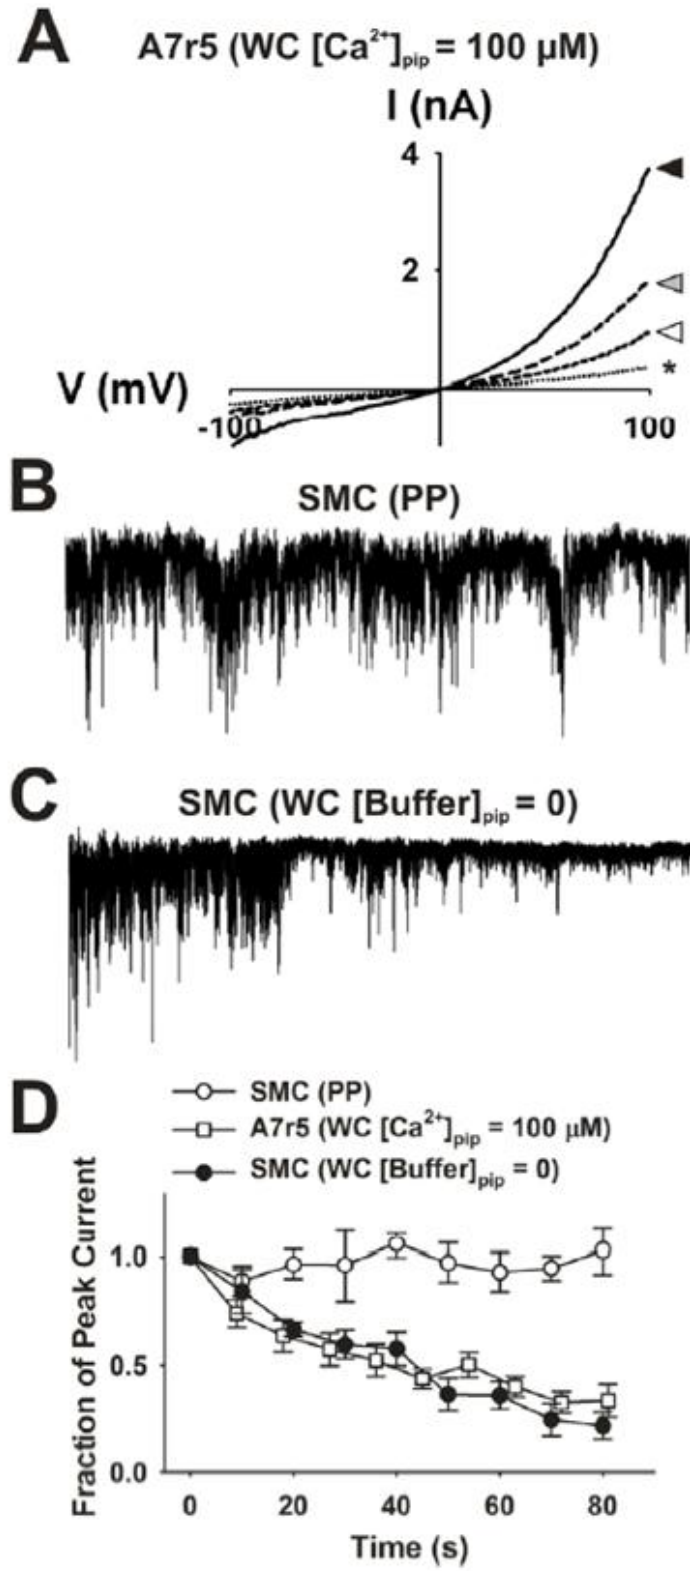 A
A7r5 (WC [Ca²⁺]pip = 100 µM)
I (nA)
4
2
*
V (mV)
-100
100
B
SMC (PP)
C
SMC (WC [Buffer]pip = 0)
D
SMC (PP)
A7r5 (WC [Ca²⁺]pip = 100 µM)
SMC (WC [Buffer]pip = 0)
Fraction of Peak Current
1.0
0.5
0.0
0
20
40
60
80
Time (s)